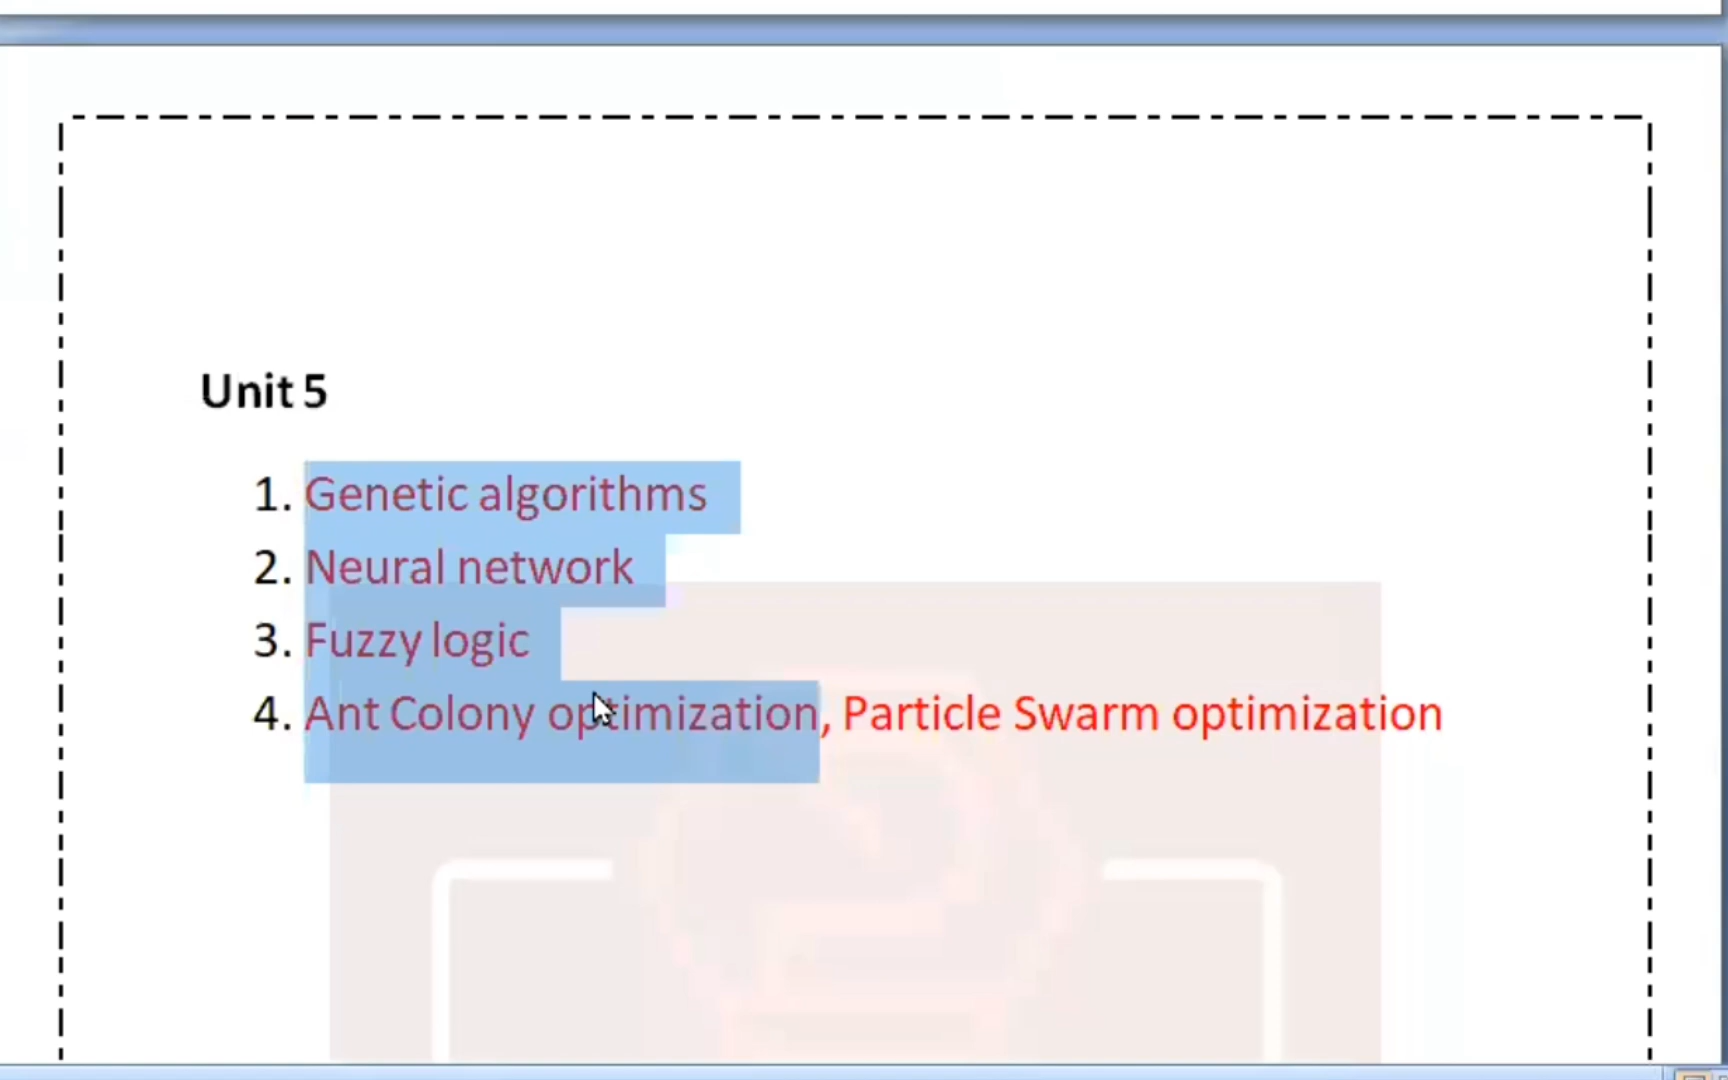 Unit 5
1. Genetic algorithms
2. Neural network
3. Fuzzy logic
4. Ant Colony optimization, Particle Swarm optimization